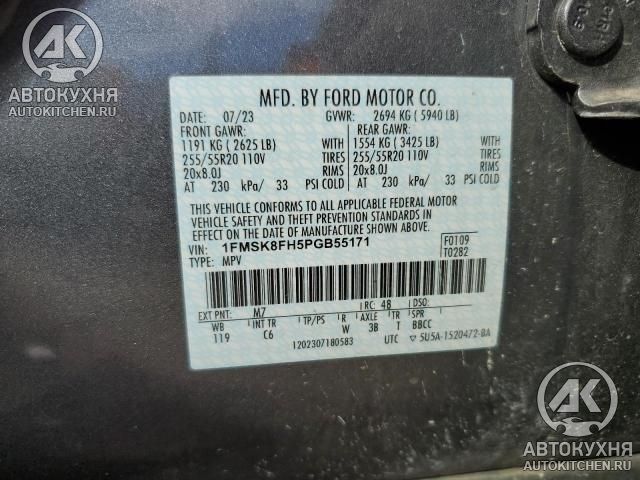 АК
АВТОКУХНЯ
AUTOKITCHEN.RU
MFD. BY FORD MOTOR CO.
DATE: 07/23 GVWR: 2694 KG ( 5940 LB)
FRONT GAWR: REAR GAWR:
1191 KG ( 2625 LB) WITH 1554 KG ( 3425 LB) WITH
255/55R20 110V TIRES 255/55R20 110V TIRES
20x8.0J RIMS 20x8.0J RIMS
AT 230 kPa/ 33 PSI COLD AT 230 kPa/ 33 PSI COLD
THIS VEHICLE CONFORMS TO ALL APPLICABLE FEDERAL MOTOR
VEHICLE SAFETY AND THEFT PREVENTION STANDARDS IN
EFFECT ON THE DATE OF MANUFACTURE SHOWN ABOVE.
VIN: 1FMSK8FH5PGB55171 F0109
TYPE: MPV T0282
EXT PNT: M7 RC: 48 DSO:
WB INT TR TP/PS R AXLE TR SPR
119 C6 W 3B T BBCC
1202307180583 UTC 5U5A-1520472-BA
АК
АВТОКУХНЯ
AUTOKITCHEN.RU